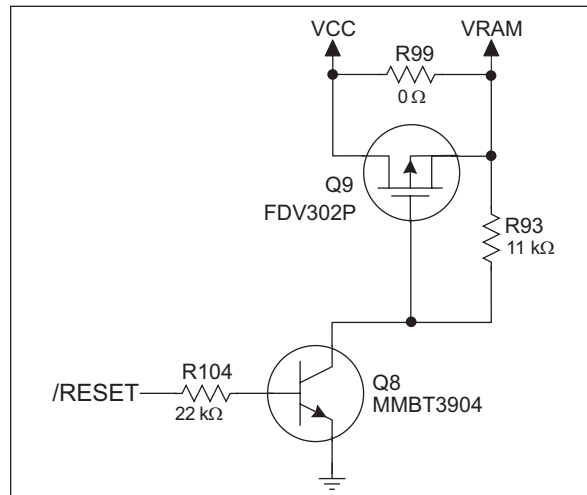 VCC
VRAM
R99
0 Ω
Q9
FDV302P
R93
11 kΩ
R104
/RESET
22 kΩ
Q8
MMBT3904